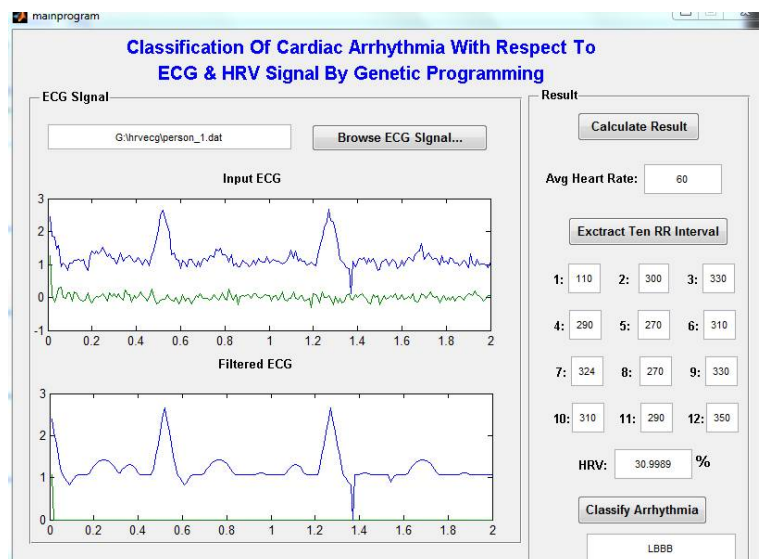 mainprogram
Classification Of Cardiac Arrhythmia With Respect To
ECG & HRV Signal By Genetic Programming
ECG SIgnal
G:\hrvecg\person_1.dat
Browse ECG SIgnal...
Input ECG
3
2
1
0
-1
0 0.2 0.4 0.6 0.8 1 1.2 1.4 1.6 1.8 2
Filtered ECG
3
2
1
0
0 0.2 0.4 0.6 0.8 1 1.2 1.4 1.6 1.8 2
Result
Calculate Result
Avg Heart Rate: 60
Exctract Ten RR Interval
1: 110 2: 300 3: 330
4: 290 5: 270 6: 310
7: 324 8: 270 9: 330
10: 310 11: 290 12: 350
HRV: 30.9989 %
Classify Arrhythmia
LBBB